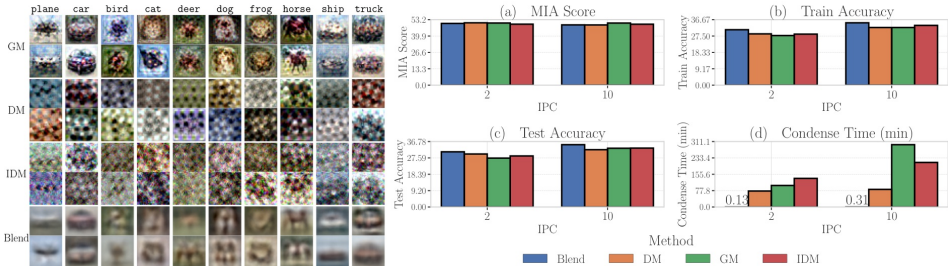 plane car bird cat deer dog frog horse ship truck
GM
DM
IDM
Blend
(a) MIA Score
MIA Score
53.2
39.9
26.6
13.3
0.0
2 10
IPC
(b) Train Accuracy
Train Accuracy
36.67
27.50
18.33
9.17
0.00
2 10
IPC
(c) Test Accuracy
Test Accuracy
36.78
27.59
18.39
9.20
0.00
2 10
IPC
(d) Condense Time (min)
Condense Time (min)
311.1
233.4
155.6
77.8
0.0
0.13 0.31
2 10
IPC
Method
Blend DM GM IDM